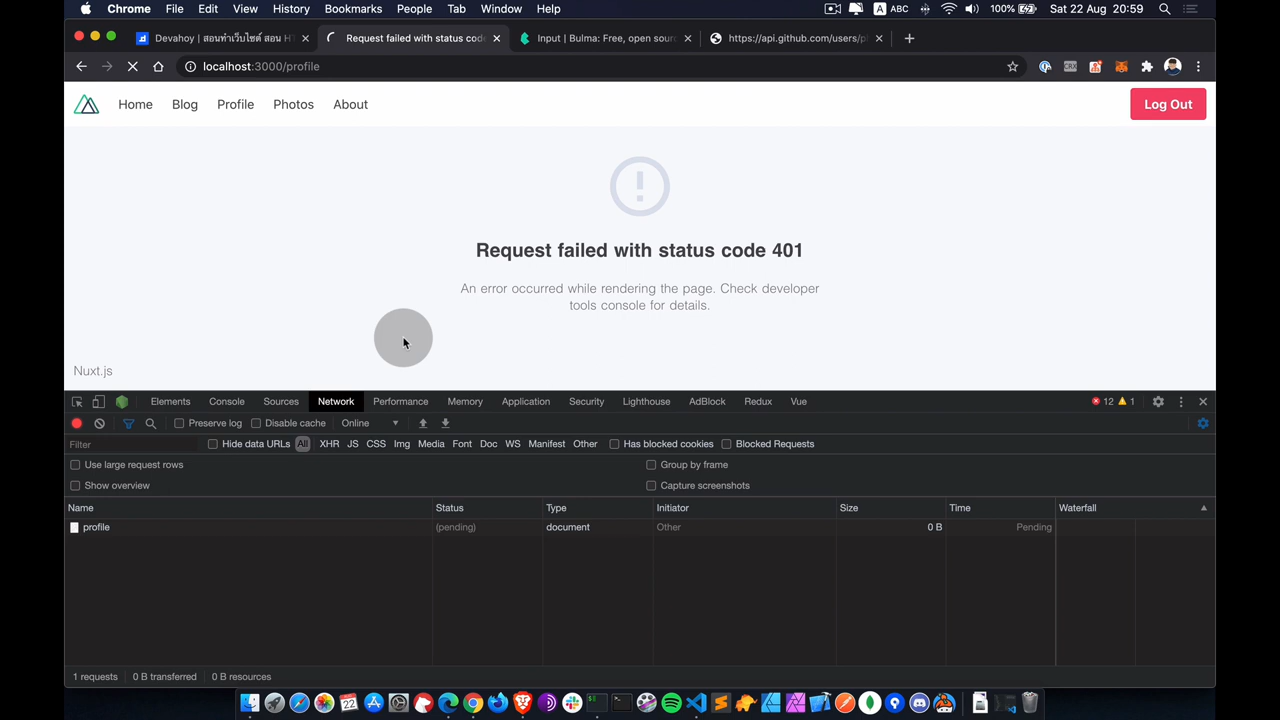 Chrome File Edit View History Bookmarks People Tab Window Help A ABC 100% Sat 22 Aug 20:59
Devahoy | สอนทำเว็บไซต์ สอน HT
Request failed with status code
Input | Bulma: Free, open sour
https://api.github.com/users/p
localhost:3000/profile
Home Blog Profile Photos About Log Out
Request failed with status code 401
An error occurred while rendering the page. Check developer
tools console for details.
Nuxt.js
Elements Console Sources Network Performance Memory Application Security Lighthouse AdBlock Redux Vue 12 1
Preserve log Disable cache Online
Filter Hide data URLs All XHR JS CSS Img Media Font Doc WS Manifest Other Has blocked cookies Blocked Requests
Use large request rows Group by frame
Show overview Capture screenshots
Name Status Type Initiator Size Time Waterfall
profile (pending) document Other 0 B Pending
1 requests 0 B transferred 0 B resources